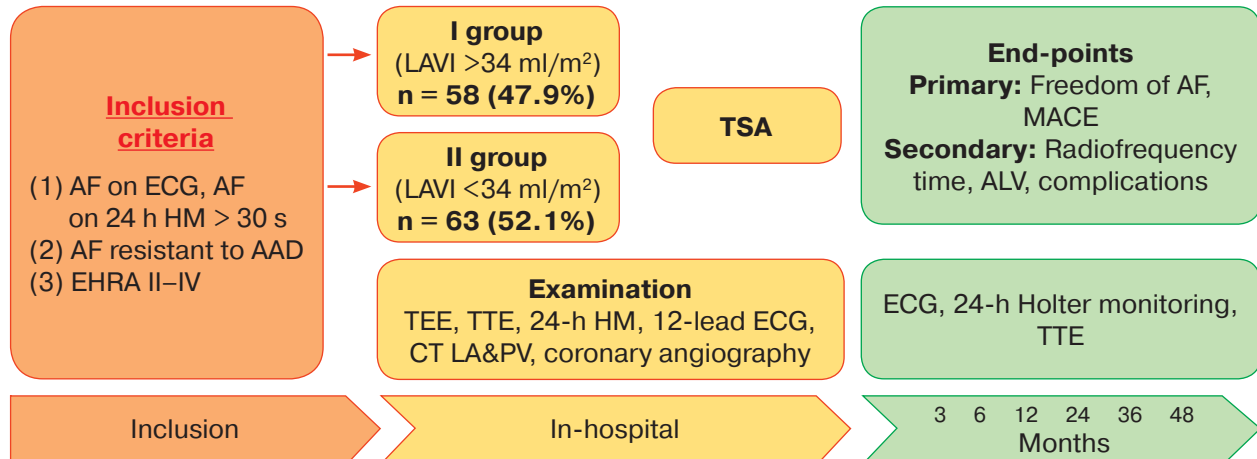 Inclusion
criteria
(1) AF on ECG, AF
on 24 h HM > 30 s
(2) AF resistant to AAD
(3) EHRA II–IV
I group
(LAVI >34 ml/m²)
n = 58 (47.9%)
II group
(LAVI <34 ml/m²)
n = 63 (52.1%)
TSA
Examination
TEE, TTE, 24-h HM, 12-lead ECG,
CT LA&PV, coronary angiography
End-points
Primary: Freedom of AF,
MACE
Secondary: Radiofrequency
time, ALV, complications
ECG, 24-h Holter monitoring,
TTE
Inclusion
In-hospital
3 6 12 24 36 48
Months